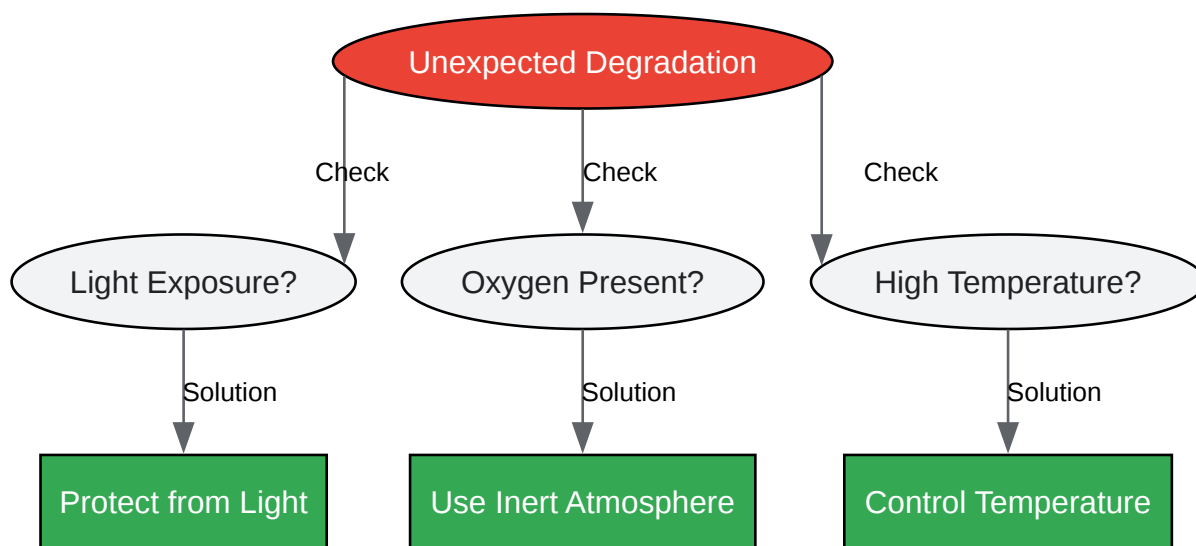 Unexpected Degradation
Check
Check
Check
Light Exposure?
Oxygen Present?
High Temperature?
Solution
Solution
Solution
Protect from Light
Use Inert Atmosphere
Control Temperature